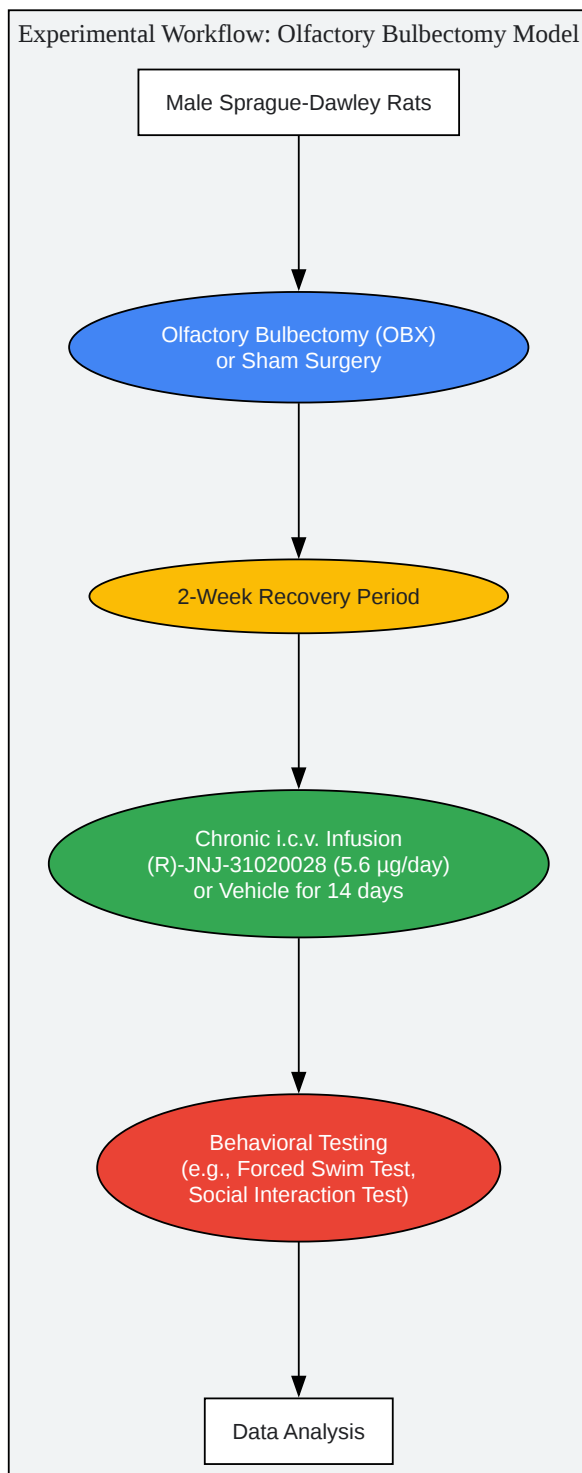 Experimental Workflow: Olfactory Bulbectomy Model
Male Sprague-Dawley Rats
Olfactory Bulbectomy (OBX)
or Sham Surgery
2-Week Recovery Period
Chronic i.c.v. Infusion
(R)-JNJ-31020028 (5.6 µg/day)
or Vehicle for 14 days
Behavioral Testing
(e.g., Forced Swim Test,
Social Interaction Test)
Data Analysis